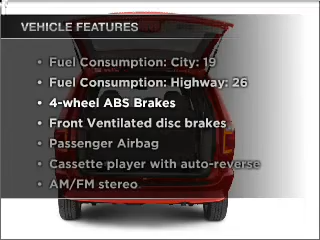 VEHICLE FEATURES
• Fuel Consumption: City: 19
• Fuel Consumption: Highway: 26
• 4-wheel ABS Brakes
• Front Ventilated disc brakes
• Passenger Airbag
• Cassette player with auto-reverse
• AM/FM stereo